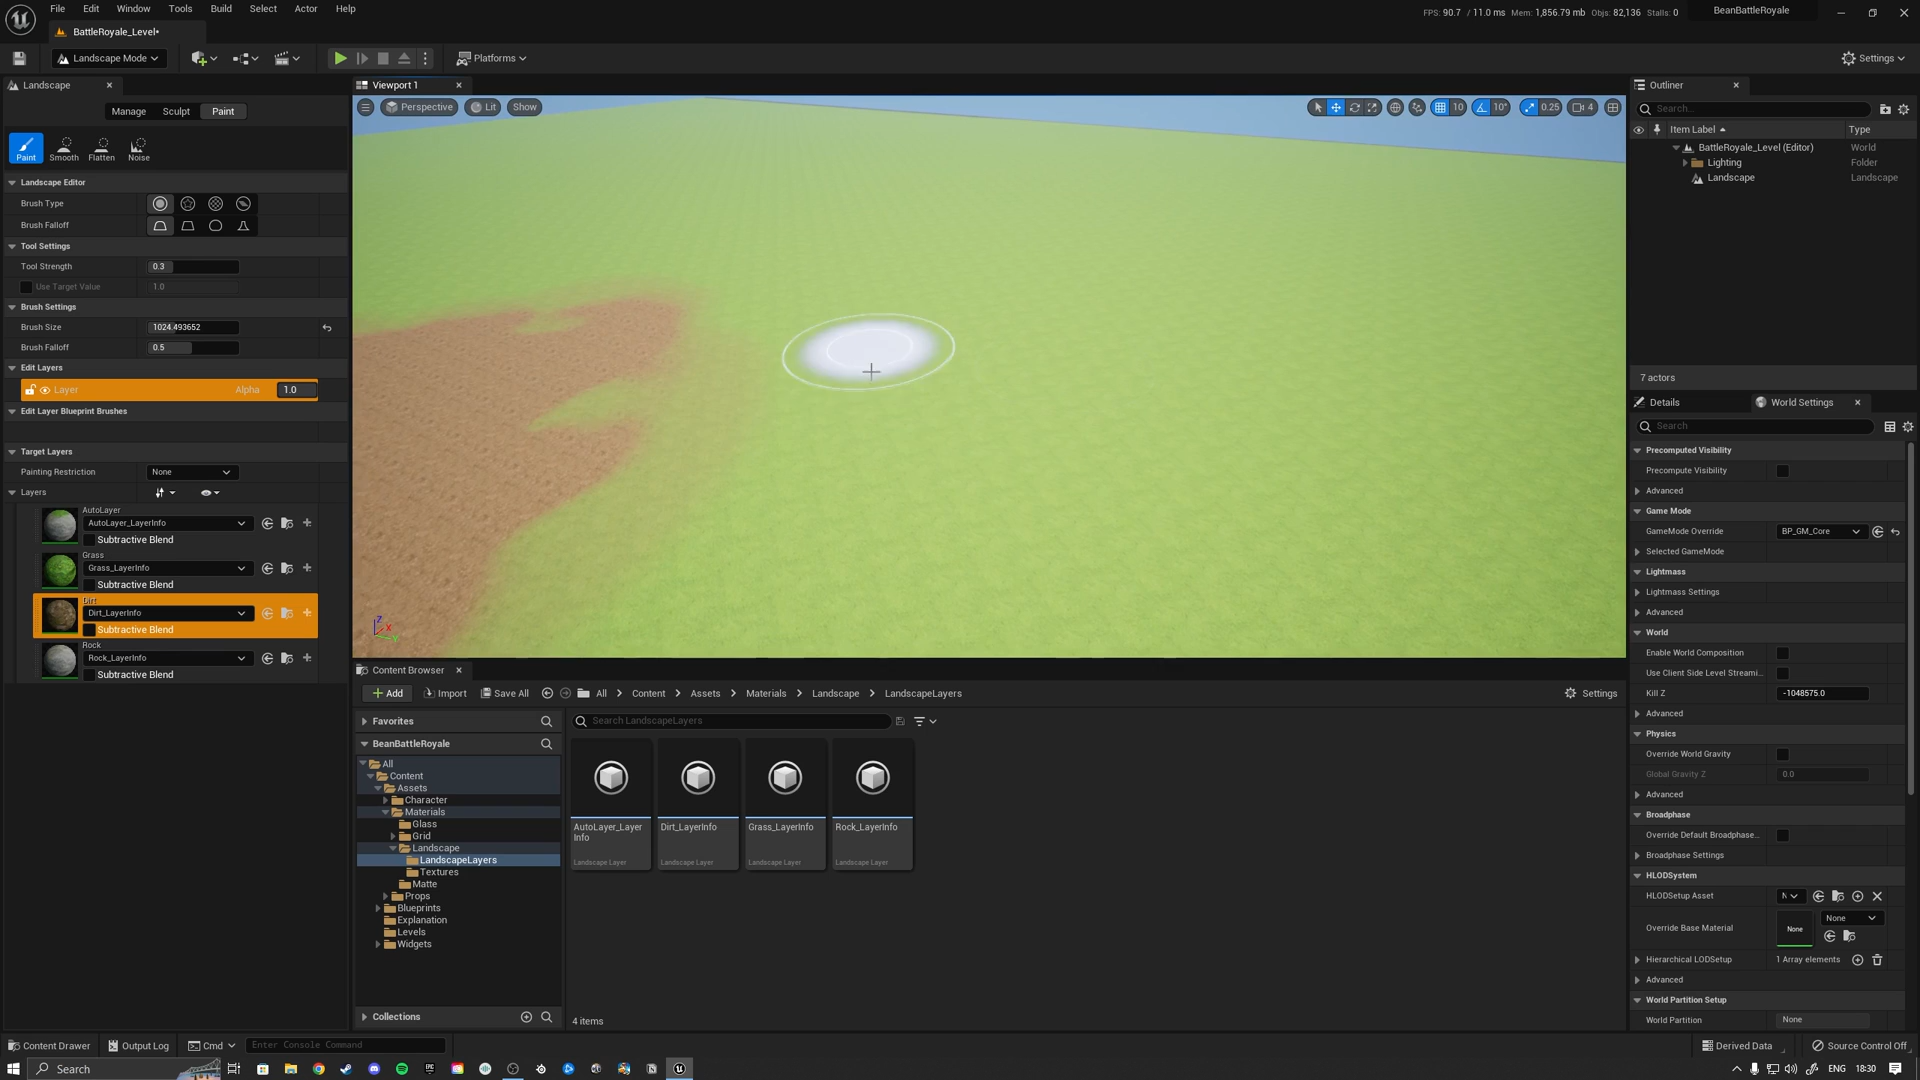 File Edit Window Tools Build Select Actor Help
FPS: 90.7 / 11.0 ms Mem: 1,856.79 mb Objs: 82,136 Stalls: 0
BeanBattleRoyale
BattleRoyale_Level•
Landscape Mode
Platforms
Settings
Landscape
Manage Sculpt Paint
Paint Smooth Flatten Noise
Landscape Editor
Brush Type
Brush Falloff
Tool Settings
Tool Strength 0.3
Use Target Value 1.0
Brush Settings
Brush Size 1024.493652
Brush Falloff 0.5
Edit Layers
Layer Alpha 1.0
Edit Layer Blueprint Brushes
Target Layers
Painting Restriction None
Layers
AutoLayer
AutoLayer_LayerInfo
Subtractive Blend
Grass
Grass_LayerInfo
Subtractive Blend
Dirt
Dirt_LayerInfo
Subtractive Blend
Rock
Rock_LayerInfo
Subtractive Blend
Viewport 1
Perspective Lit Show
10 10° 0.25 4
Z X Y
Content Browser
Add Import Save All All Content Assets Materials Landscape LandscapeLayers Settings
Favorites
Search LandscapeLayers
BeanBattleRoyale
All
Content
Assets
Character
Materials
Glass
Grid
Landscape
LandscapeLayers
Textures
Matte
Props
Blueprints
Explanation
Levels
Widgets
Collections
AutoLayer_Layer
Info
Landscape Layer
Dirt_LayerInfo
Landscape Layer
Grass_LayerInfo
Landscape Layer
Rock_LayerInfo
Landscape Layer
4 items
Outliner
Search...
Item Label Type
BattleRoyale_Level (Editor) World
Lighting Folder
Landscape Landscape
7 actors
Details World Settings
Search
Precomputed Visibility
Precompute Visibility
Advanced
Game Mode
GameMode Override BP_GM_Core
Selected GameMode
Lightmass
Lightmass Settings
Advanced
World
Enable World Composition
Use Client Side Level Streami...
Kill Z -1048575.0
Advanced
Physics
Override World Gravity
Global Gravity Z 0.0
Advanced
Broadphase
Override Default Broadphase...
Broadphase Settings
HLODSystem
HLODSetup Asset N
Override Base Material None None
Hierarchical LODSetup 1 Array elements
Advanced
World Partition Setup
World Partition None
Content Drawer Output Log Cmd Enter Console Command
Derived Data Source Control Off
Search
ENG 18:30